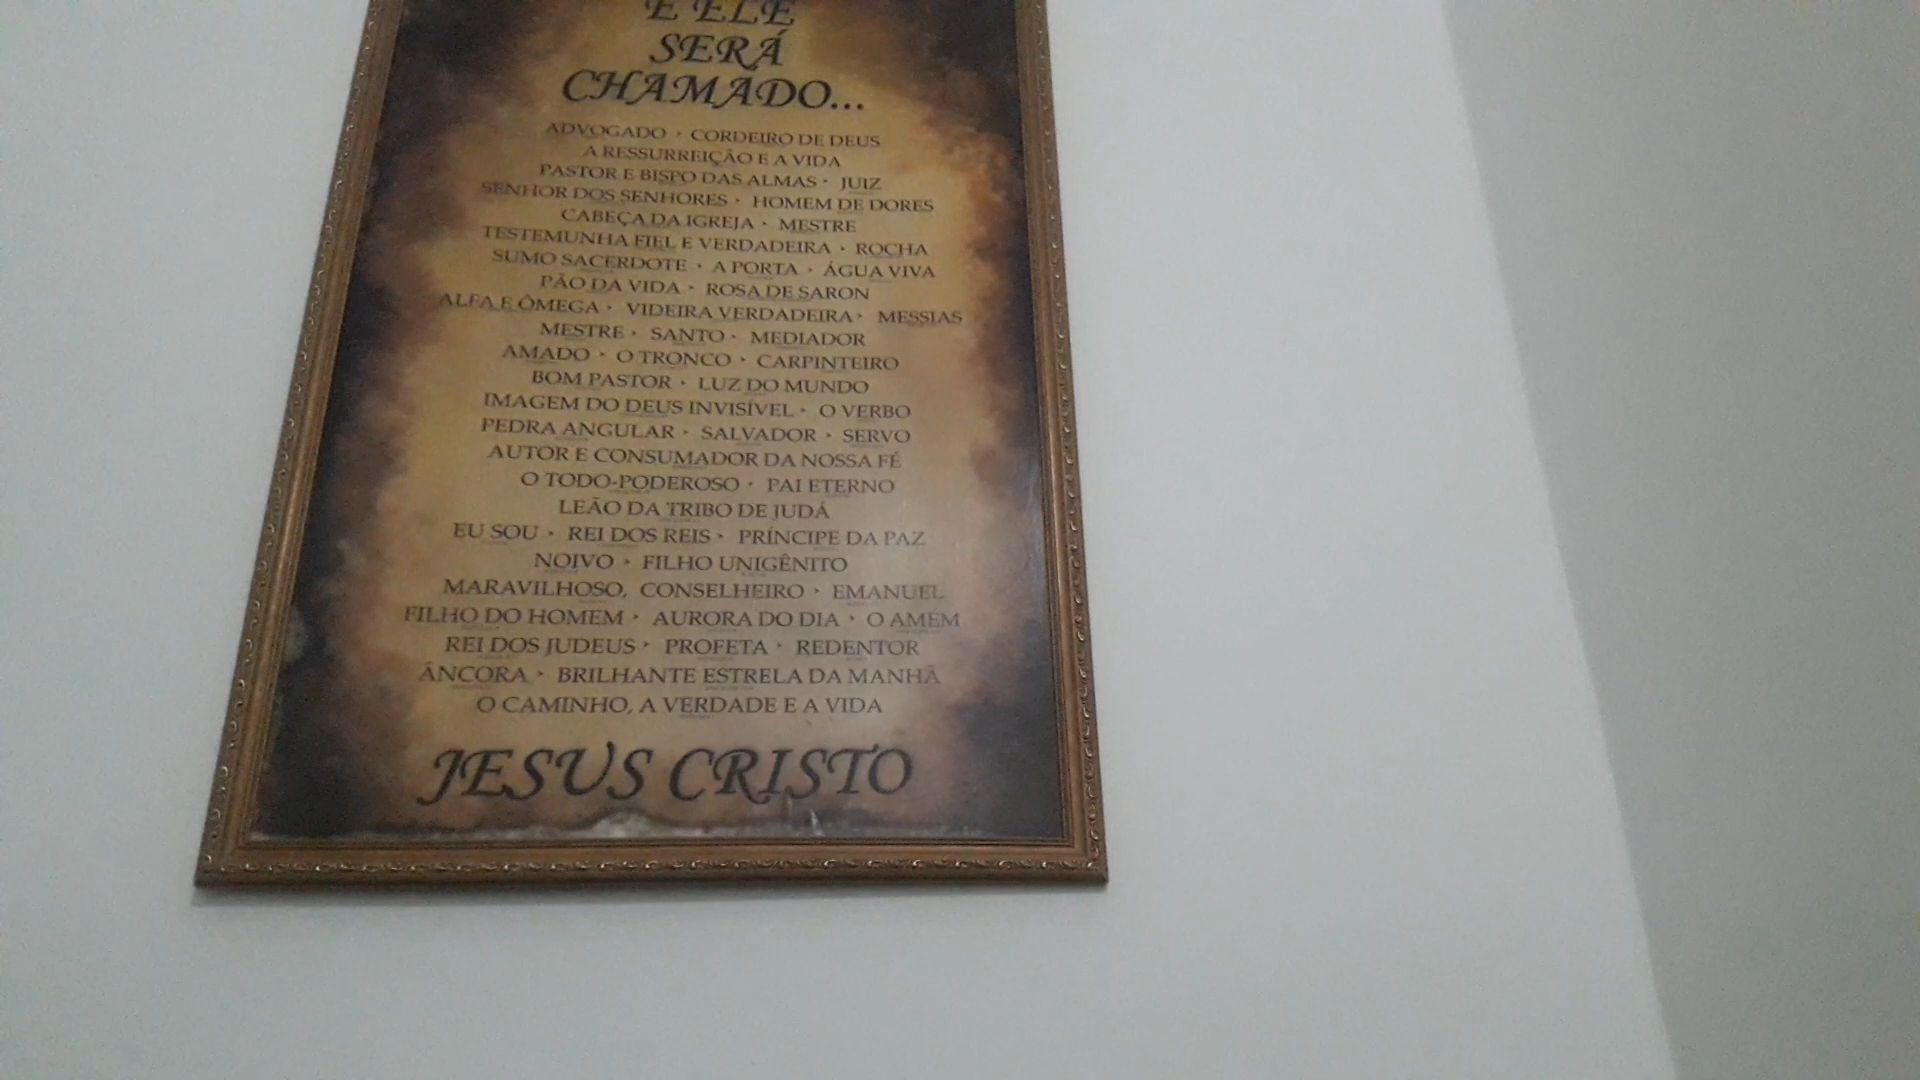 E ELE
SERÁ
CHAMADO...
ADVOGADO · CORDEIRO DE DEUS
A RESSURREIÇÃO E A VIDA
PASTOR E BISPO DAS ALMAS · JUIZ
SENHOR DOS SENHORES · HOMEM DE DORES
CABEÇA DA IGREJA · MESTRE
TESTEMUNHA FIEL E VERDADEIRA · ROCHA
SUMO SACERDOTE · A PORTA · ÁGUA VIVA
PÃO DA VIDA · ROSA DE SARON
ALFA E ÔMEGA · VIDEIRA VERDADEIRA · MESSIAS
MESTRE · SANTO · MEDIADOR
AMADO · O TRONCO · CARPINTEIRO
BOM PASTOR · LUZ DO MUNDO
IMAGEM DO DEUS INVISÍVEL · O VERBO
PEDRA ANGULAR · SALVADOR · SERVO
AUTOR E CONSUMADOR DA NOSSA FÉ
O TODO-PODEROSO · PAI ETERNO
LEÃO DA TRIBO DE JUDÁ
EU SOU · REI DOS REIS · PRÍNCIPE DA PAZ
NOIVO · FILHO UNIGÊNITO
MARAVILHOSO, CONSELHEIRO · EMANUEL
FILHO DO HOMEM · AURORA DO DIA · O AMÉM
REI DOS JUDEUS · PROFETA · REDENTOR
ÂNCORA · BRILHANTE ESTRELA DA MANHÃ
O CAMINHO, A VERDADE E A VIDA
JESUS CRISTO